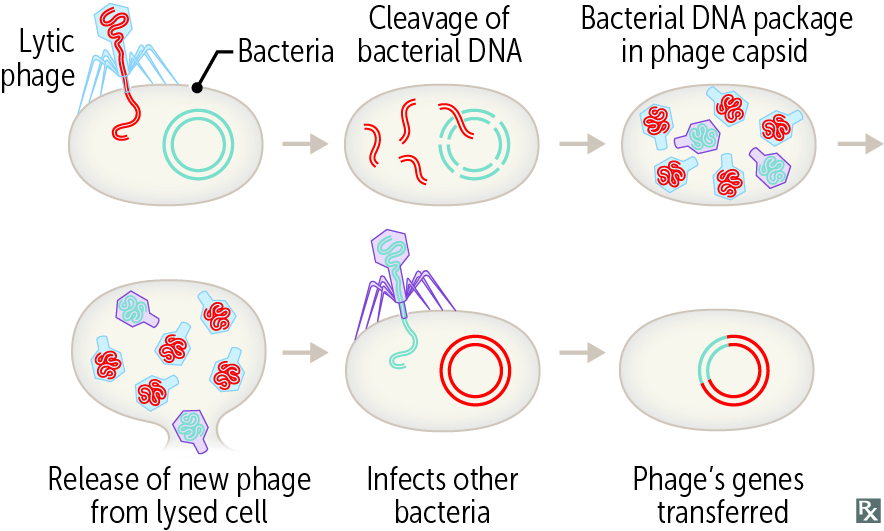 Lytic
phage
Bacteria
Cleavage of
bacterial DNA
Bacterial DNA package
in phage capsid
Release of new phage
from lysed cell
Infects other
bacteria
Phage’s genes
transferred
Rx